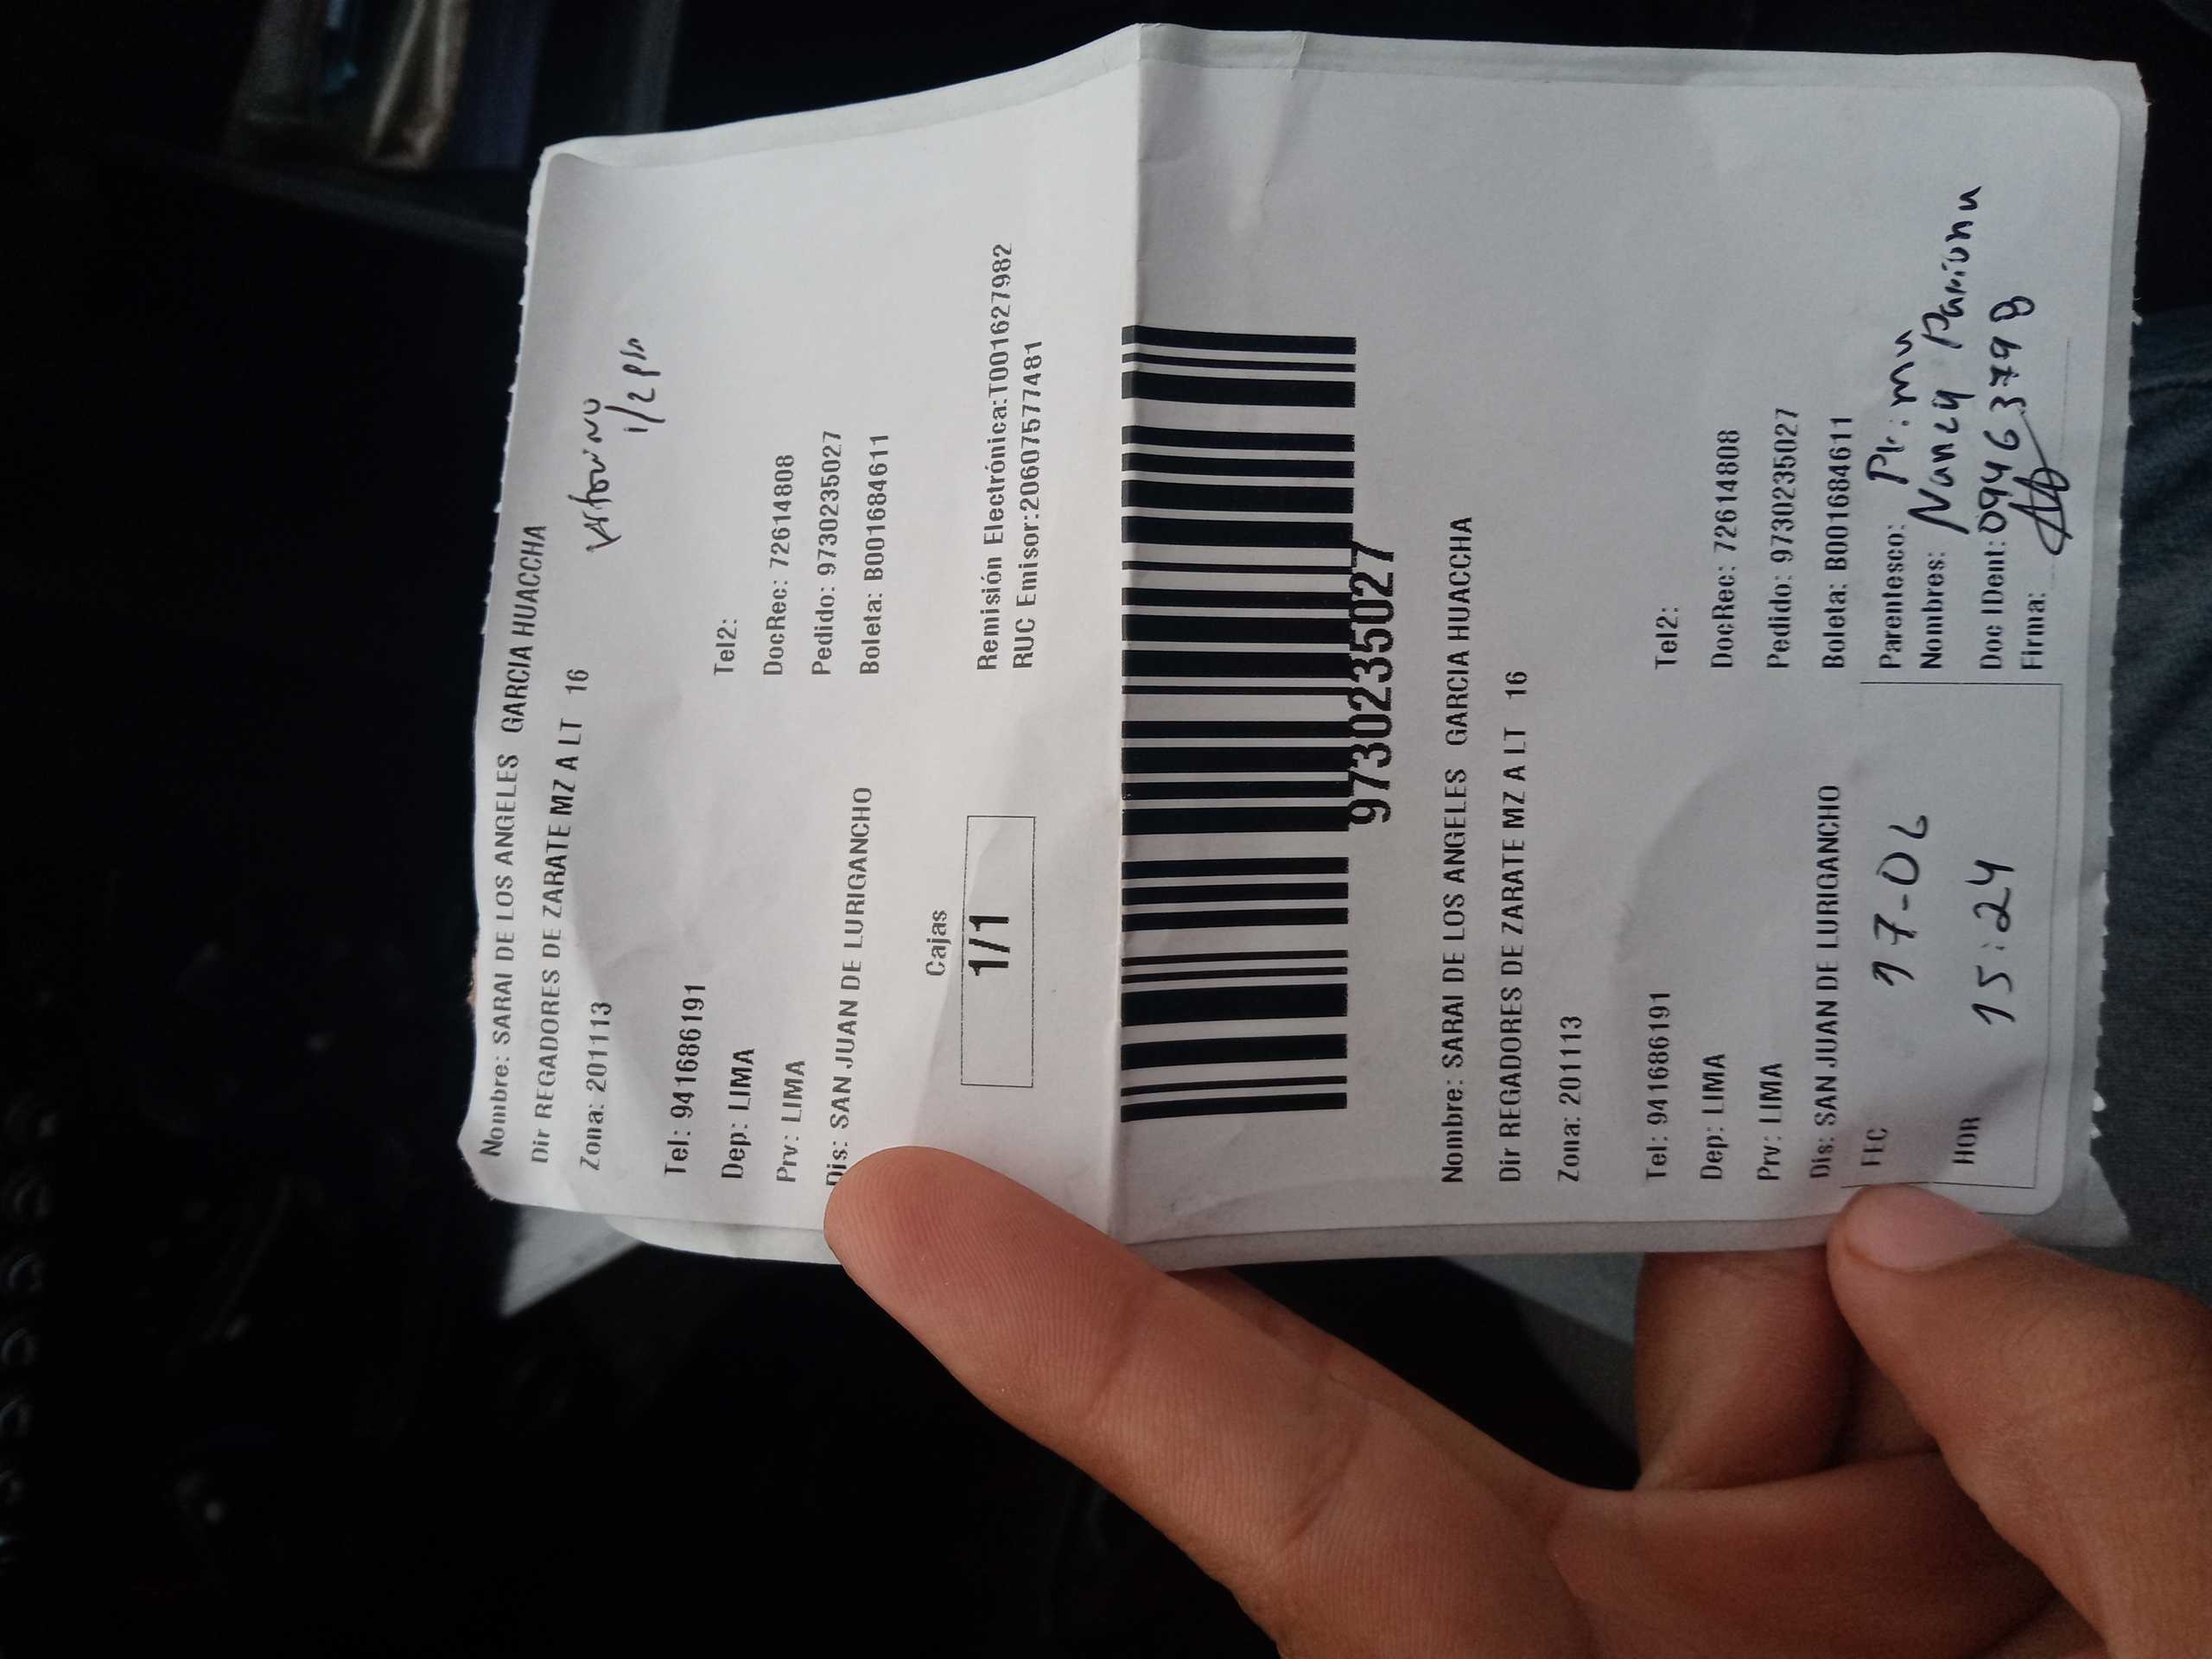 Nombre: SARAI DE LOS ANGELES GARCIA HUACCHA
Dir REGADORES DE ZARATE MZ A LT 16
Zona: 201113
1/2
Tel: 941686191 Tel2:
Dep: LIMA DocRec: 72614808
Prv: LIMA Pedido: 9730235027
Dis: SAN JUAN DE LURIGANCHO Boleta: B001684611
Cajas
1/1
Remisión Electrónica:T001627982
RUC Emisor:20607577481
9730235027
Nombre: SARAI DE LOS ANGELES GARCIA HUACCHA
Dir REGADORES DE ZARATE MZ A LT 16
Zona: 201113
Tel: 941686191 Tel2:
Dep: LIMA DocRec: 72614808
Prv: LIMA Pedido: 9730235027
Dis: SAN JUAN DE LURIGANCHO Boleta: B001684611
FEC 17-06
HOR 15:24
Parentesco: Prima
Nombres: Nancy Pariona
Doc IDent:
Firma: